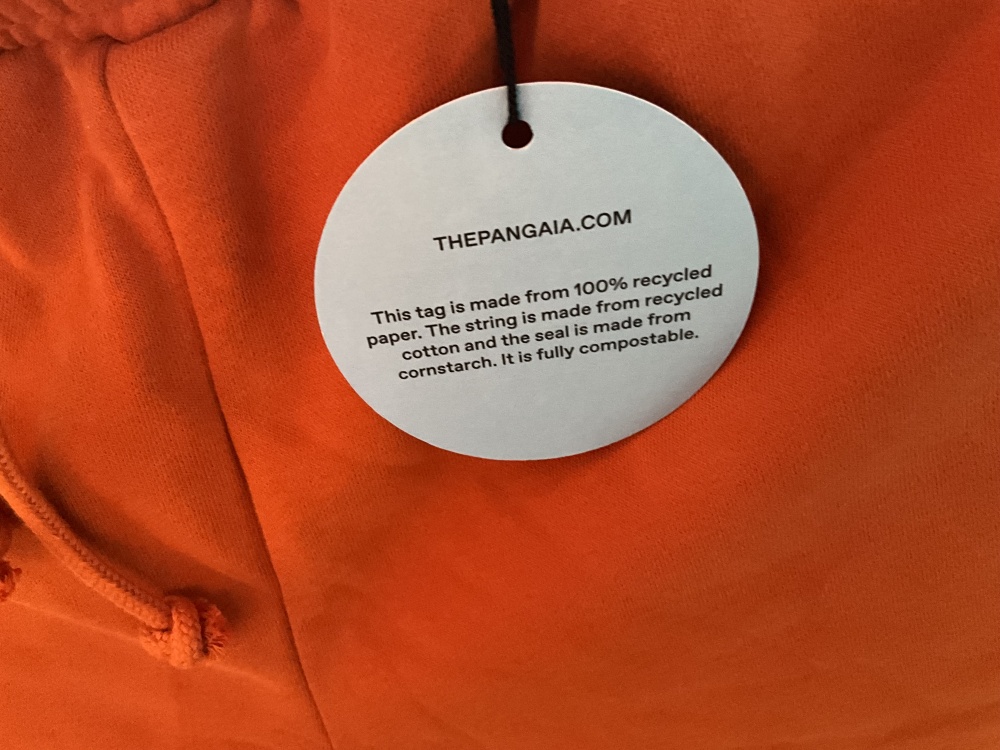 THEPANGAIA.COM
This tag is made from 100% recycled
paper. The string is made from recycled
cotton and the seal is made from
cornstarch. It is fully compostable.